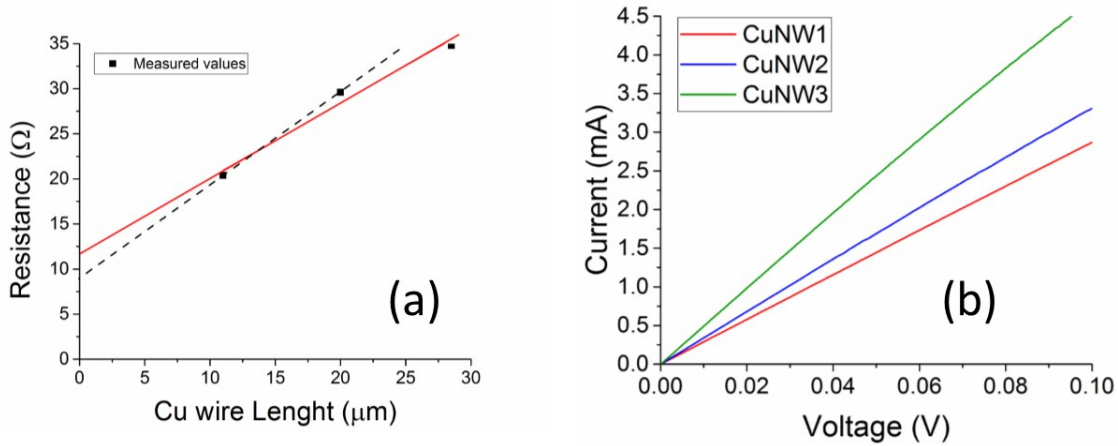 35
30
25
20
15
10
5
0
Resistance (Ω)
Measured values
(a)
0 5 10 15 20 25 30
Cu wire Lenght (μm)
4.5
4.0
3.5
3.0
2.5
2.0
1.5
1.0
0.5
0.0
Current (mA)
CuNW1
CuNW2
CuNW3
(b)
0.00 0.02 0.04 0.06 0.08 0.10
Voltage (V)